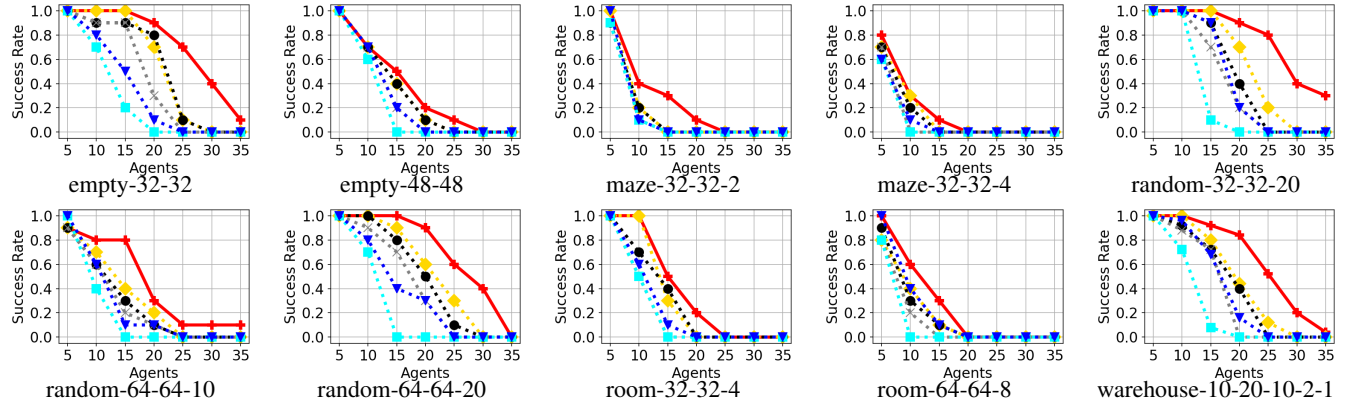 Success Rate
1.0
0.8
0.6
0.4
0.2
0.0
5 10 15 20 25 30 35
Agents
empty-32-32
Success Rate
1.0
0.8
0.6
0.4
0.2
0.0
5 10 15 20 25 30 35
Agents
empty-48-48
Success Rate
1.0
0.8
0.6
0.4
0.2
0.0
5 10 15 20 25 30 35
Agents
maze-32-32-2
Success Rate
1.0
0.8
0.6
0.4
0.2
0.0
5 10 15 20 25 30 35
Agents
maze-32-32-4
Success Rate
1.0
0.8
0.6
0.4
0.2
0.0
5 10 15 20 25 30 35
Agents
random-32-32-20
Success Rate
1.0
0.8
0.6
0.4
0.2
0.0
5 10 15 20 25 30 35
Agents
random-64-64-10
Success Rate
1.0
0.8
0.6
0.4
0.2
0.0
5 10 15 20 25 30 35
Agents
random-64-64-20
Success Rate
1.0
0.8
0.6
0.4
0.2
0.0
5 10 15 20 25 30 35
Agents
room-32-32-4
Success Rate
1.0
0.8
0.6
0.4
0.2
0.0
5 10 15 20 25 30 35
Agents
room-64-64-8
Success Rate
1.0
0.8
0.6
0.4
0.2
0.0
5 10 15 20 25 30 35
Agents
warehouse-10-20-10-2-1